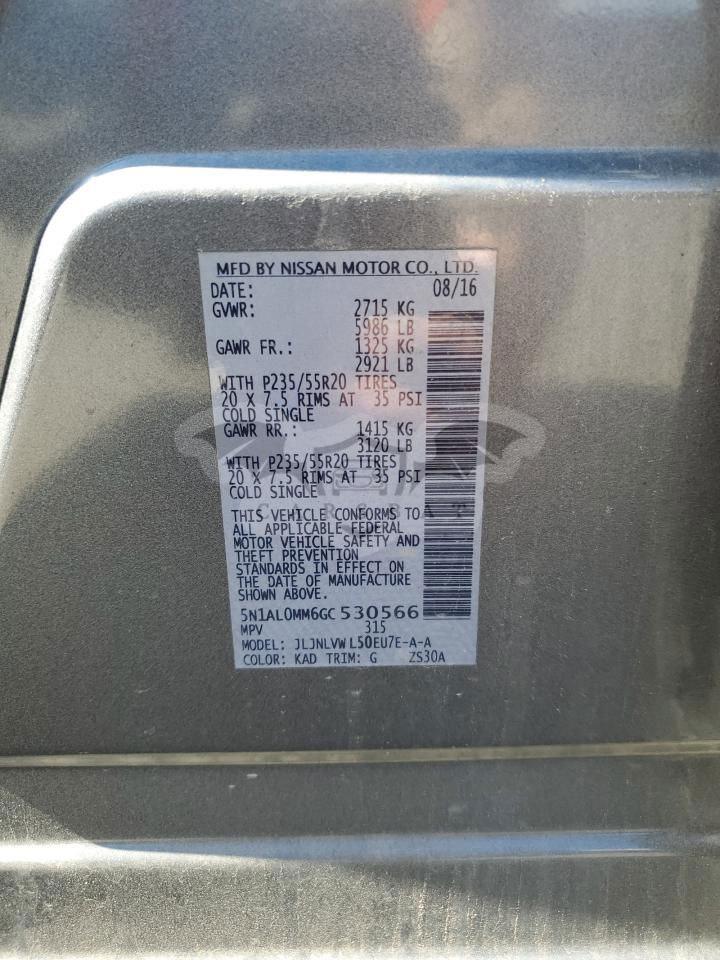 MFD BY NISSAN MOTOR CO., LTD.
DATE: 08/16
GVWR: 2715 KG
5986 LB
GAWR FR.: 1325 KG
2921 LB
WITH P235/55R20 TIRES
20 X 7.5 RIMS AT 35 PSI
COLD SINGLE
GAWR RR.: 1415 KG
3120 LB
WITH P235/55R20 TIRES
20 X 7.5 RIMS AT 35 PSI
COLD SINGLE
THIS VEHICLE CONFORMS TO
ALL APPLICABLE FEDERAL
MOTOR VEHICLE SAFETY AND
THEFT PREVENTION
STANDARDS IN EFFECT ON
THE DATE OF MANUFACTURE
SHOWN ABOVE.
5N1AL0MM6GC530566
MPV 315
MODEL: JLJNLVWL50EU7E-A-A
COLOR: KAD TRIM: G ZS30A
CARSBAT